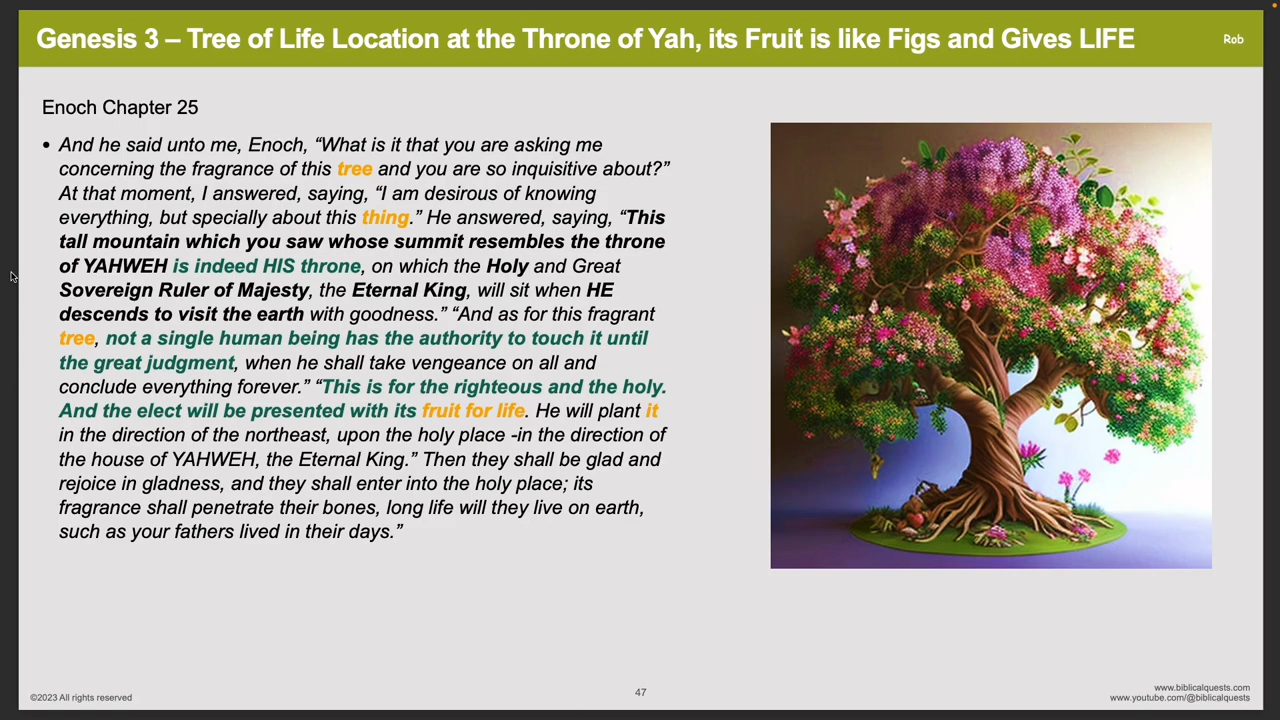 Genesis 3 – Tree of Life Location at the Throne of Yah, its Fruit is like Figs and Gives LIFE
Rob
Enoch Chapter 25
• And he said unto me, Enoch, “What is it that you are asking me
concerning the fragrance of this tree and you are so inquisitive about?”
At that moment, I answered, saying, “I am desirous of knowing
everything, but specially about this thing.” He answered, saying, “This
tall mountain which you saw whose summit resembles the throne
of YAHWEH is indeed HIS throne, on which the Holy and Great
Sovereign Ruler of Majesty, the Eternal King, will sit when HE
descends to visit the earth with goodness.” “And as for this fragrant
tree, not a single human being has the authority to touch it until
the great judgment, when he shall take vengeance on all and
conclude everything forever.” “This is for the righteous and the holy.
And the elect will be presented with its fruit for life. He will plant it
in the direction of the northeast, upon the holy place -in the direction of
the house of YAHWEH, the Eternal King.” Then they shall be glad and
rejoice in gladness, and they shall enter into the holy place; its
fragrance shall penetrate their bones, long life will they live on earth,
such as your fathers lived in their days.”
©2023 All rights reserved
47
www.biblicalquests.com
www.youtube.com/@biblicalquests